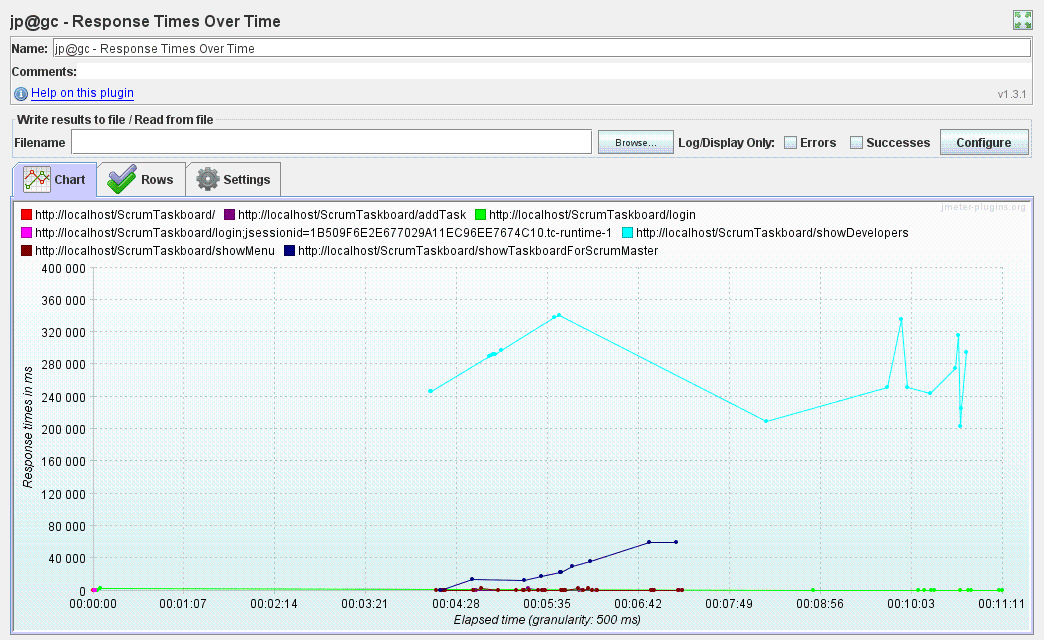 jp@gc - Response Times Over Time
Name: jp@gc - Response Times Over Time
Comments:
Help on this plugin
v1.3.1
Write results to file / Read from file
Filename Browse... Log/Display Only: Errors Successes Configure
Chart Rows Settings
jmeter-plugins.org
http://localhost/ScrumTaskboard/ http://localhost/ScrumTaskboard/addTask http://localhost/ScrumTaskboard/login
http://localhost/ScrumTaskboard/login;jsessionid=1B509F6E2E677029A11EC96EE7674C10.tc-runtime-1 http://localhost/ScrumTaskboard/showDevelopers
http://localhost/ScrumTaskboard/showMenu http://localhost/ScrumTaskboard/showTaskboardForScrumMaster
400 000
360 000
320 000
280 000
240 000
200 000
160 000
120 000
80 000
40 000
0
Response times in ms
00:00:00 00:01:07 00:02:14 00:03:21 00:04:28 00:05:35 00:06:42 00:07:49 00:08:56 00:10:03 00:11:11
Elapsed time (granularity: 500 ms)